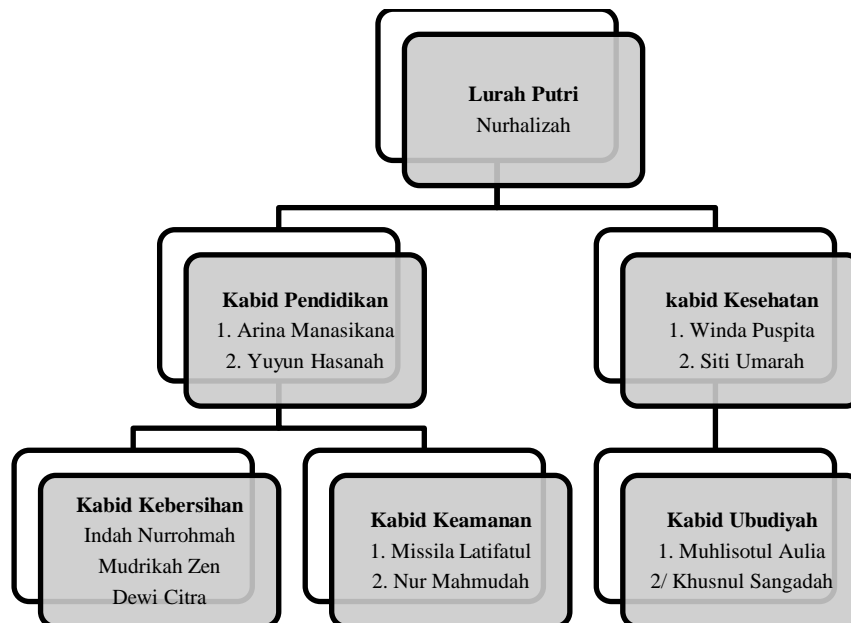 Lurah Putri
Nurhalizah
Kabid Pendidikan
1. Arina Manasikana
2. Yuyun Hasanah
kabid Kesehatan
1. Winda Puspita
2. Siti Umarah
Kabid Kebersihan
Indah Nurrohmah
Mudrikah Zen
Dewi Citra
Kabid Keamanan
1. Missila Latifatul
2. Nur Mahmudah
Kabid Ubudiyah
1. Muhlisotul Aulia
2/ Khusnul Sangadah